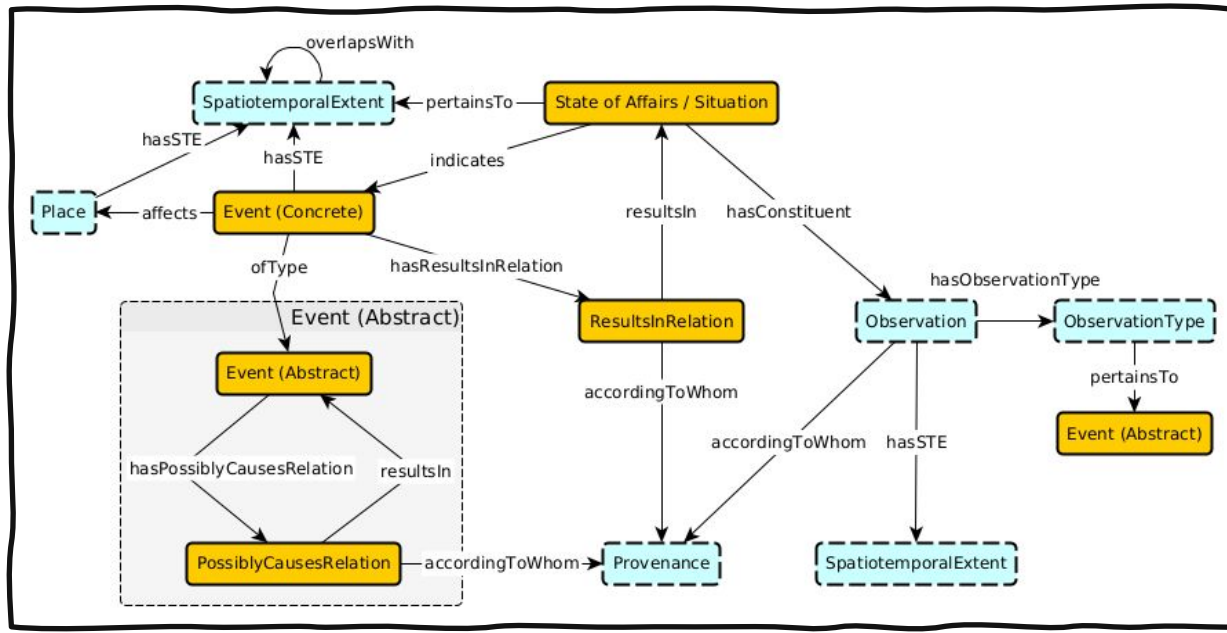 overlapsWith
SpatiotemporalExtent
pertainsTo
State of Affairs / Situation
hasSTE
hasSTE
indicates
Place
affects
Event (Concrete)
resultsIn
hasConstituent
ofType
hasResultsInRelation
hasObservationType
Event (Abstract)
ResultsInRelation
Observation
ObservationType
Event (Abstract)
pertainsTo
accordingToWhom
Event (Abstract)
accordingToWhom
hasSTE
hasPossiblyCausesRelation
resultsIn
PossiblyCausesRelation
accordingToWhom
Provenance
SpatiotemporalExtent